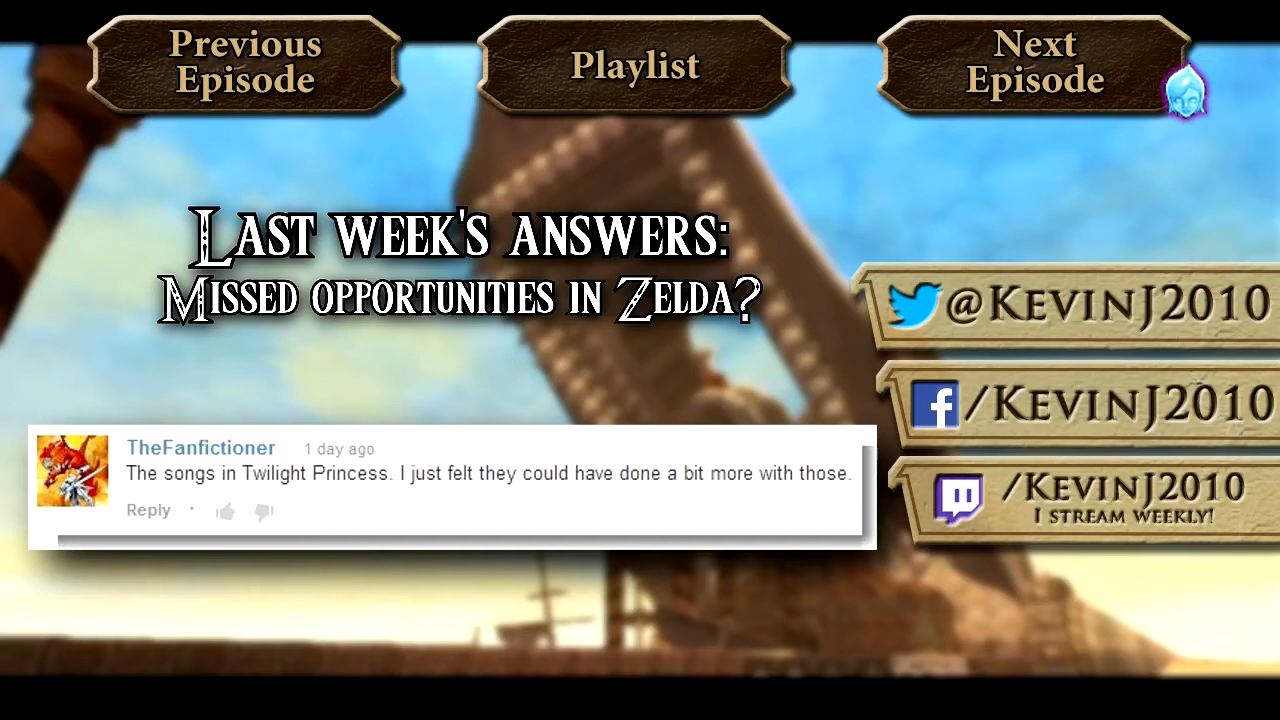 Previous
Episode
Playlist
Next
Episode
Last week's answers:
Missed opportunities in Zelda?
@KevinJ2010
/KevinJ2010
/KevinJ2010
I stream weekly!
TheFanfictioner 1 day ago
The songs in Twilight Princess. I just felt they could have done a bit more with those.
Reply ·